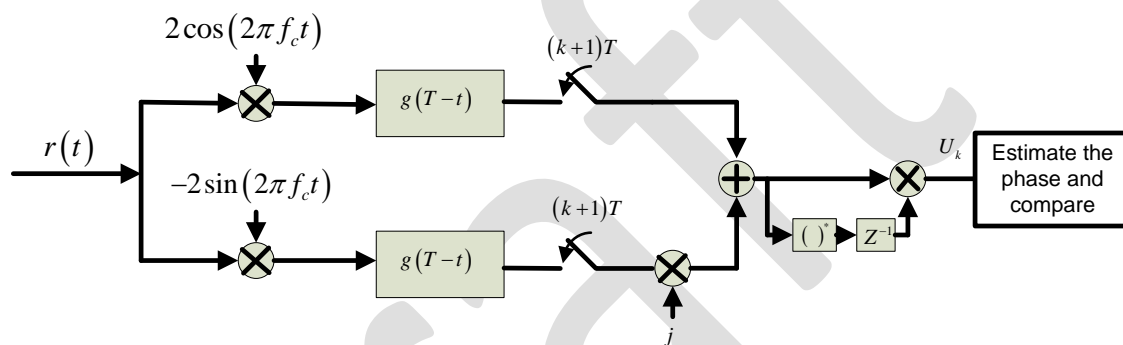 2cos(2πf_c t)
(k+1)T
g(T-t)
r(t)
U_k
Estimate the
phase and
compare
-2sin(2πf_c t)
(k+1)T
( )^*
Z^{-1}
g(T-t)
j